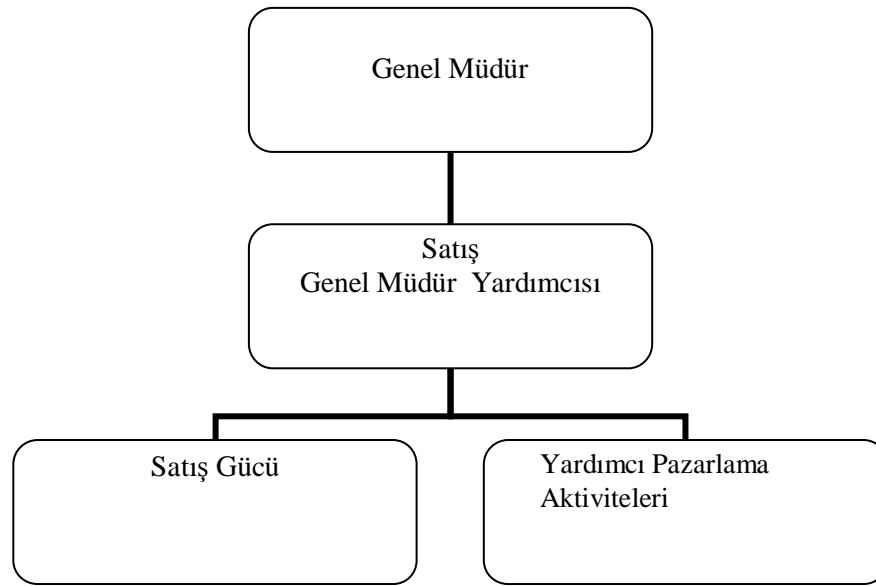 Genel Müdür
Satış
Genel Müdür Yardımcısı
Satış Gücü
Yardımcı Pazarlama
Aktiviteleri